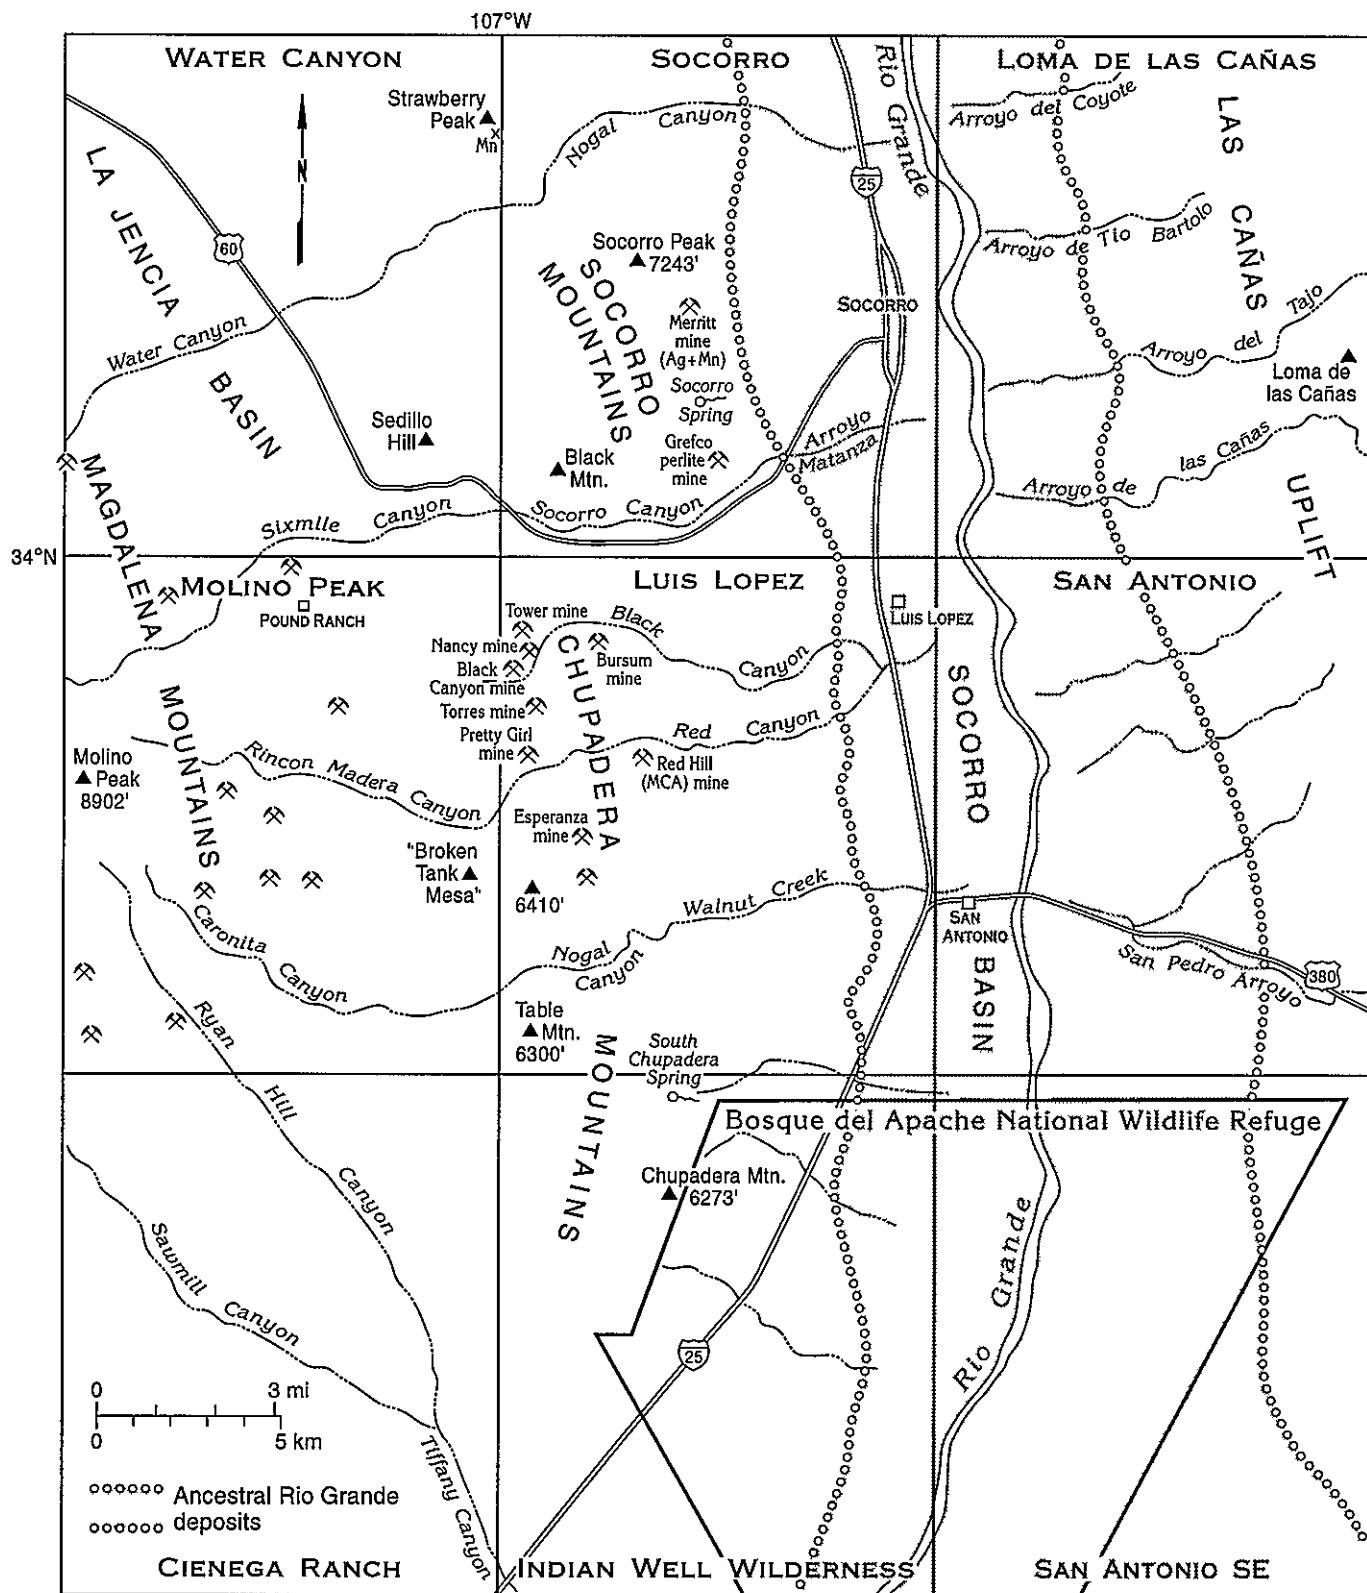 107°W
WATER CANYON
SOCORRO
LOMA DE LAS CAÑAS
Strawberry
Peak
Mn
x
Nogal
Canyon
Rio Grande
25
Arroyo del Coyote
LAS CAÑAS
UPLIFT
LA JENCIA
BASIN
N
60
Socorro Peak
7243'
SOCORRO
MOUNTAINS
SOCORRO
Arroyo de Tio Bartolo
Merritt
mine
(Ag+Mn)
Water Canyon
Socorro
Spring
Arroyo del Tajo
Loma de
las Cañas
Sedillo
Hill
Black
Mtn.
Grefco
perlite
mine
Arroyo
Matanza
Arroyo de las Cañas
Sixmile Canyon
Socorro Canyon
34°N
MAGDALENA
MOUNTAINS
MOLINO PEAK
LUIS LOPEZ
SAN ANTONIO
POUND RANCH
Tower mine
Nancy mine
Black
Canyon mine
Torres mine
Pretty Girl
mine
Black
Canyon
Bursum
mine
LUIS LOPEZ
CHUPADERA
MOUNTAINS
SOCORRO
BASIN
Red Canyon
Red Hill
(MCA) mine
Molino
Peak
8902'
Rincon Madera Canyon
Esperanza
mine
"Broken
Tank
Mesa"
6410'
Walnut Creek
Nogal
Canyon
SAN
ANTONIO
San Pedro Arroyo
380
Caronita
Canyon
Ryan
Hill
Canyon
Table
Mtn.
6300'
South
Chupadera
Spring
Bosque del Apache National Wildlife Refuge
Chupadera Mtn.
6273'
Sawmill
Canyon
Rio Grande
25
0 3 mi
0 5 km
Tiffany Canyon
Ancestral Rio Grande
deposits
CIENEGA RANCH
INDIAN WELL WILDERNESS
SAN ANTONIO SE